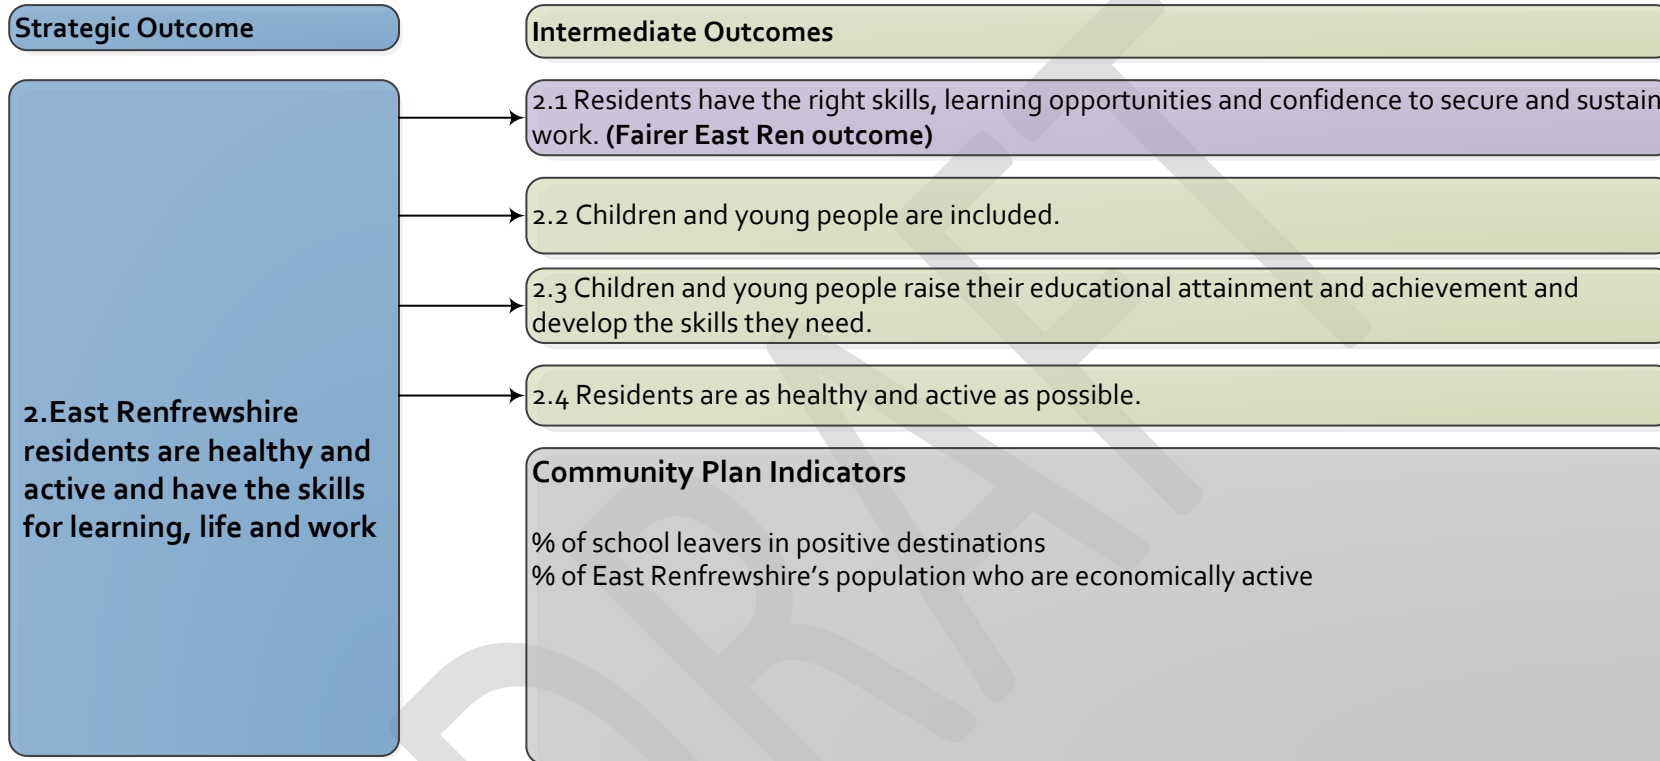 Strategic Outcome
Intermediate Outcomes
2.East Renfrewshire
residents are healthy and
active and have the skills
for learning, life and work
2.1 Residents have the right skills, learning opportunities and confidence to secure and sustain
work. (Fairer East Ren outcome)
2.2 Children and young people are included.
2.3 Children and young people raise their educational attainment and achievement and
develop the skills they need.
2.4 Residents are as healthy and active as possible.
Community Plan Indicators
% of school leavers in positive destinations
% of East Renfrewshire’s population who are economically active
DRAFT